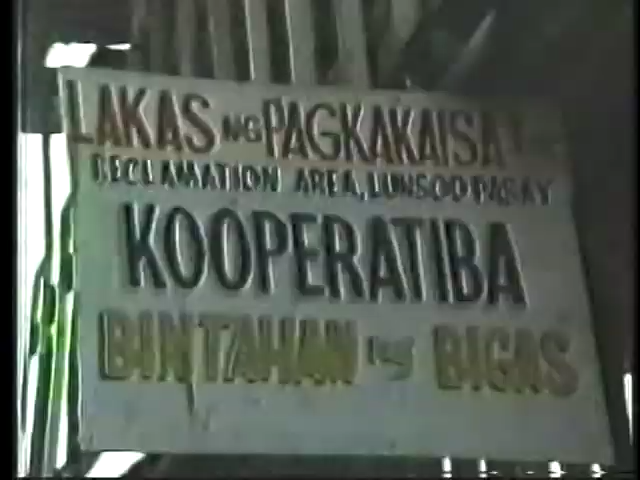 LAKAS NG PAGKAKAISA
RECLAMATION AREA, LUNSOD PASAY
KOOPERATIBA
BINTAHAN ng BIGAS